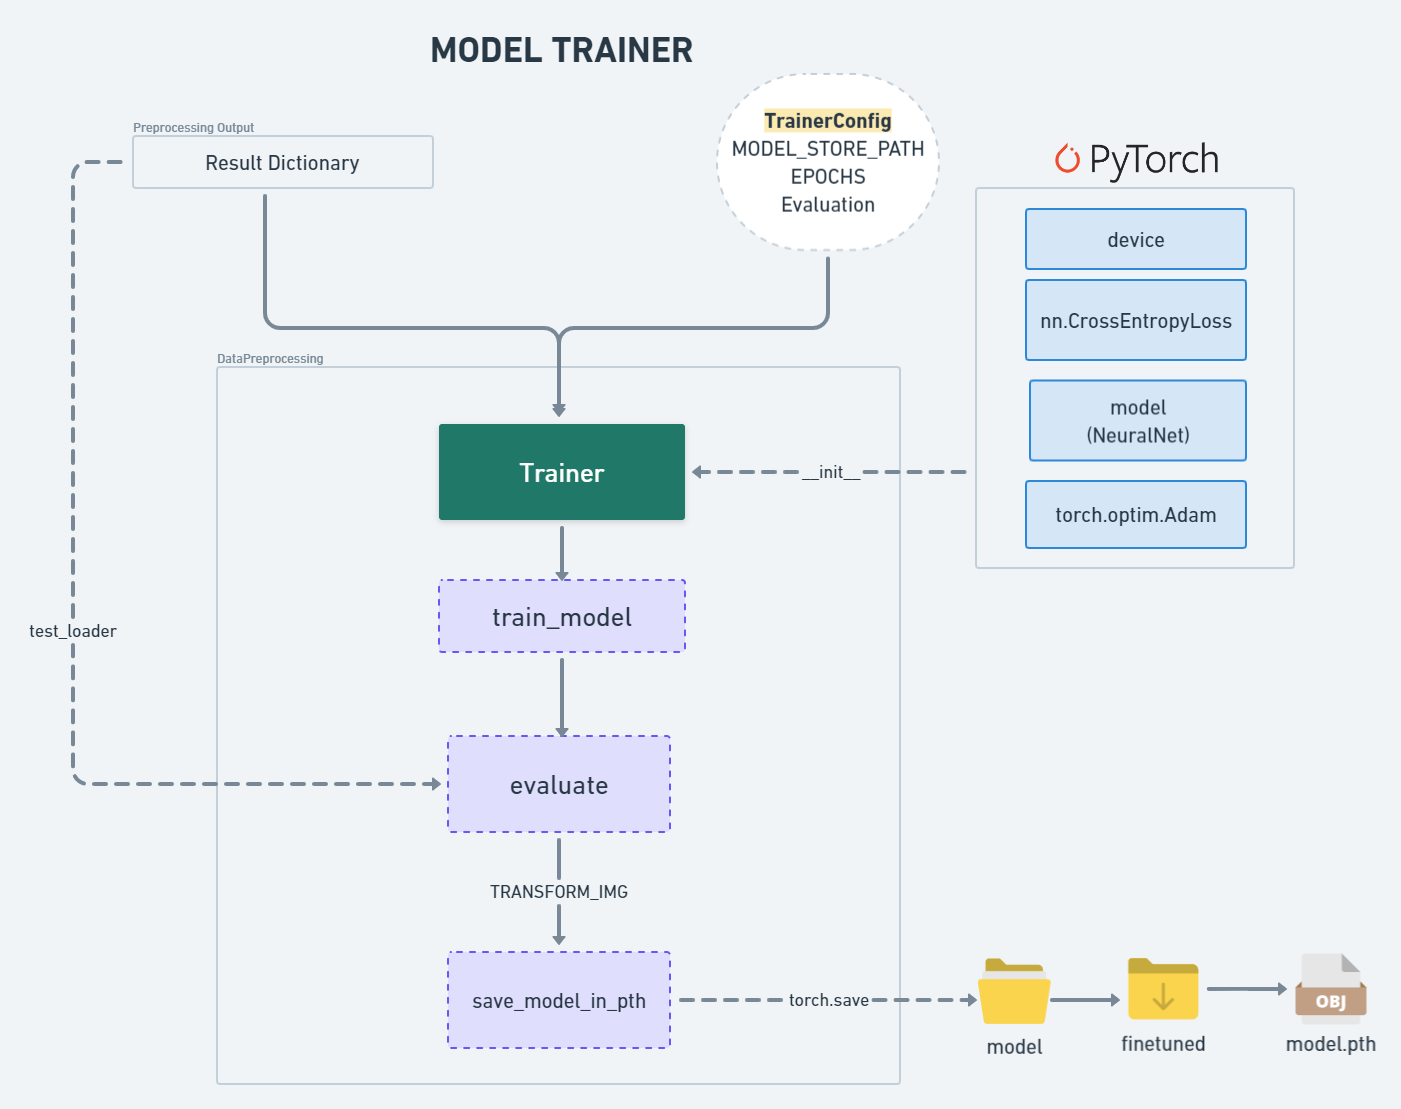 MODEL TRAINER
Preprocessing Output
Result Dictionary
TrainerConfig
MODEL_STORE_PATH
EPOCHS
Evaluation
PyTorch
device
nn.CrossEntropyLoss
model
(NeuralNet)
torch.optim.Adam
DataPreprocessing
Trainer
__init__
train_model
test_loader
evaluate
TRANSFORM_IMG
save_model_in_pth
torch.save
model
finetuned
OBJ
model.pth